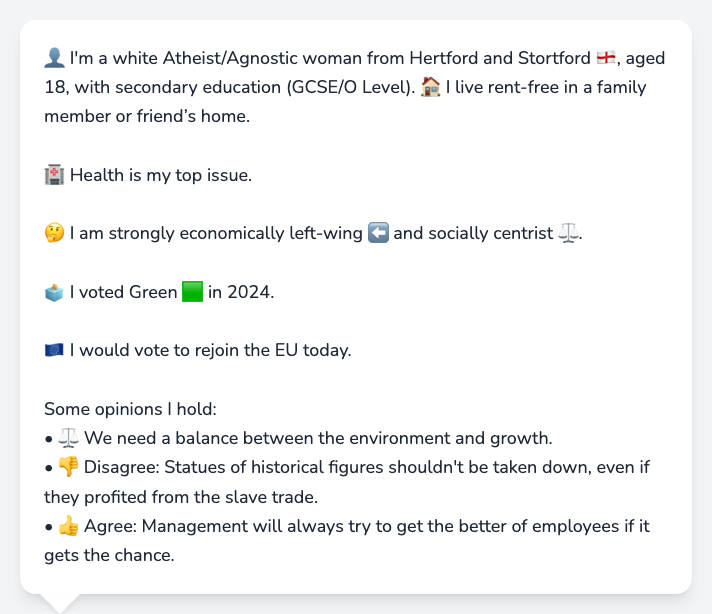 👤 I'm a white Atheist/Agnostic woman from Hertford and Stortford 🏴󠁧󠁢󠁥󠁮󠁧󠁿, aged
18, with secondary education (GCSE/O Level). 🏠 I live rent-free in a family
member or friend’s home.
🏥 Health is my top issue.
🤔 I am strongly economically left-wing ⬅️ and socially centrist ⚖️.
🗳️ I voted Green 🟩 in 2024.
🇪🇺 I would vote to rejoin the EU today.
Some opinions I hold:
• ⚖️ We need a balance between the environment and growth.
• 👎 Disagree: Statues of historical figures shouldn't be taken down, even if
they profited from the slave trade.
• 👍 Agree: Management will always try to get the better of employees if it
gets the chance.